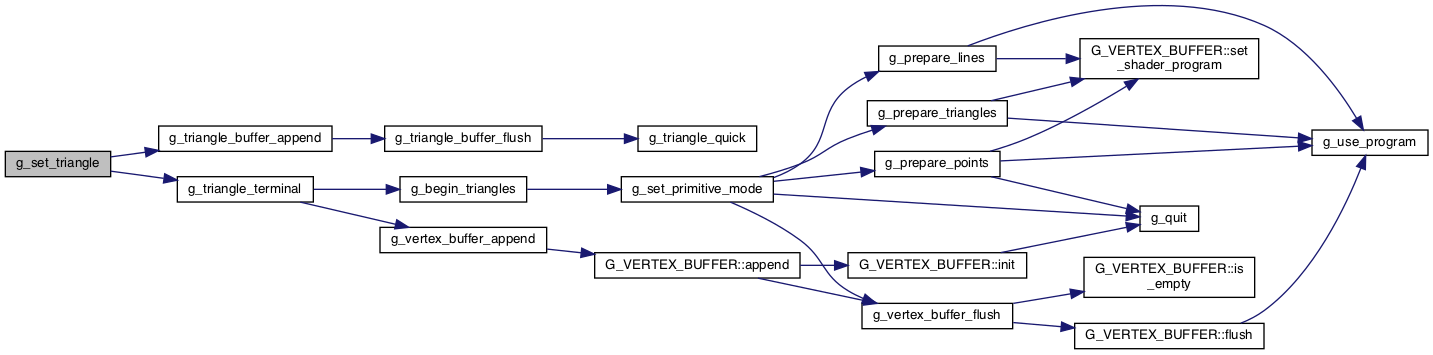 g_set_triangle
g_triangle_buffer_append
g_triangle_terminal
g_triangle_buffer_flush
g_begin_triangles
g_vertex_buffer_append
g_triangle_quick
g_set_primitive_mode
G_VERTEX_BUFFER::append
g_prepare_lines
g_prepare_triangles
g_prepare_points
G_VERTEX_BUFFER::init
g_vertex_buffer_flush
G_VERTEX_BUFFER::set
_shader_program
g_quit
G_VERTEX_BUFFER::is
_empty
G_VERTEX_BUFFER::flush
g_use_program